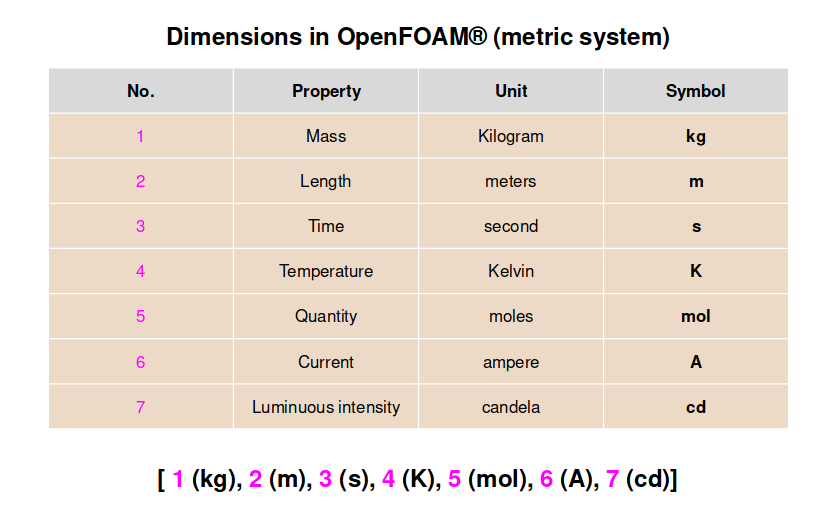 Dimensions in OpenFOAM® (metric system)
No. Property Unit Symbol
1 Mass Kilogram kg
2 Length meters m
3 Time second s
4 Temperature Kelvin K
5 Quantity moles mol
6 Current ampere A
7 Luminuous intensity candela cd
[ 1 (kg), 2 (m), 3 (s), 4 (K), 5 (mol), 6 (A), 7 (cd)]